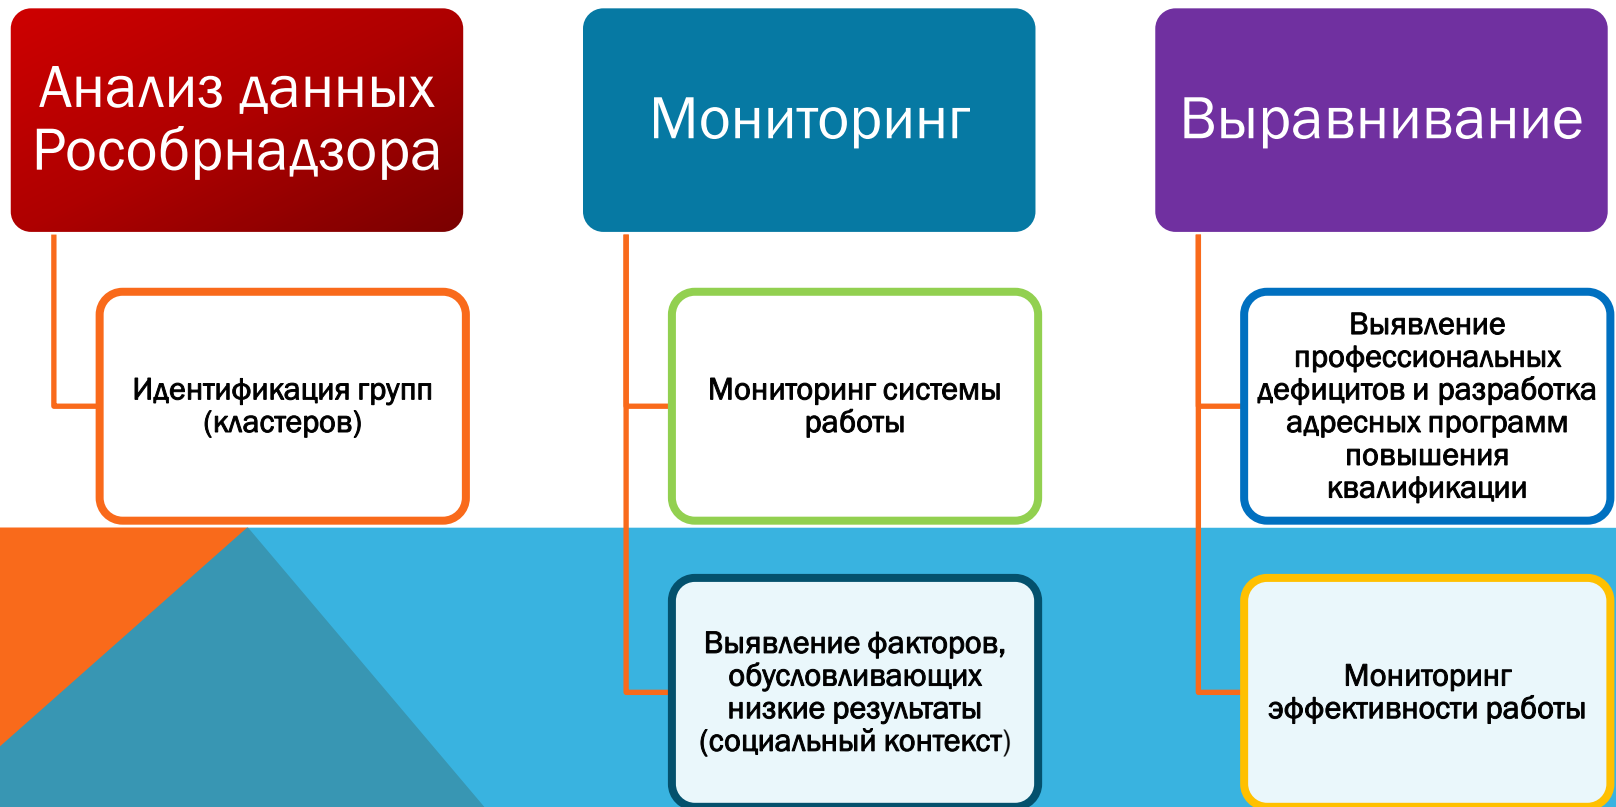 Анализ данных
Рособрнадзора
Идентификация групп
(кластеров)
Мониторинг
Мониторинг системы
работы
Выявление факторов,
обусловливающих
низкие результаты
(социальный контекст)
Выравнивание
Выявление
профессиональных
дефицитов и разработка
адресных программ
повышения
квалификации
Мониторинг
эффективности работы